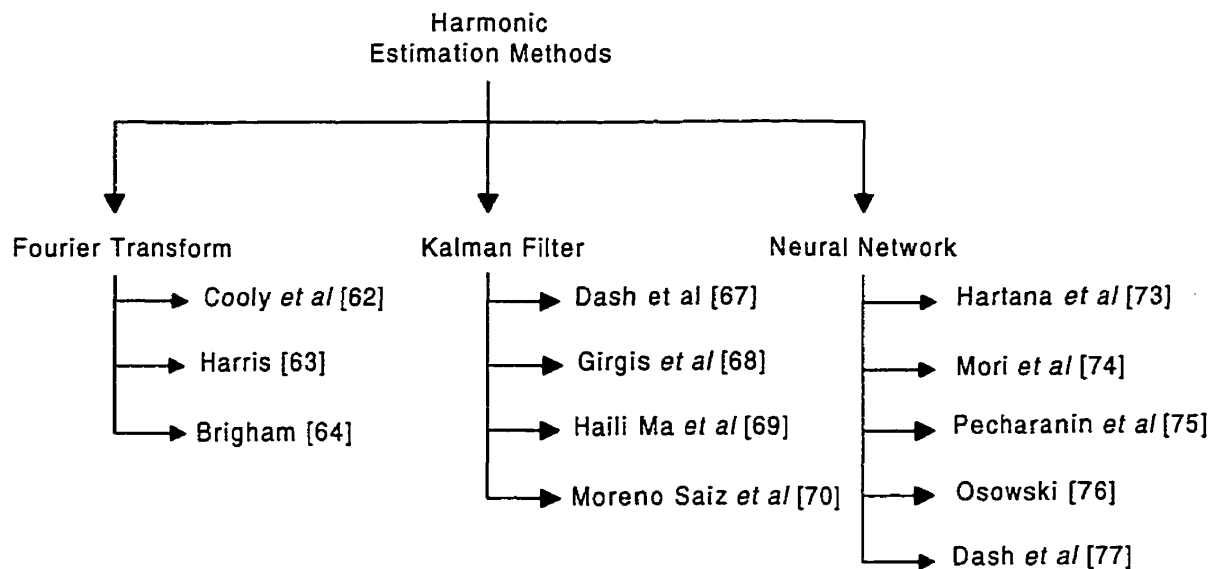 Harmonic
Estimation Methods
Fourier Transform
Cooly et al [62]
Harris [63]
Brigham [64]
Kalman Filter
Dash et al [67]
Girgis et al [68]
Haili Ma et al [69]
Moreno Saiz et al [70]
Neural Network
Hartana et al [73]
Mori et al [74]
Pecharanin et al [75]
Osowski [76]
Dash et al [77]